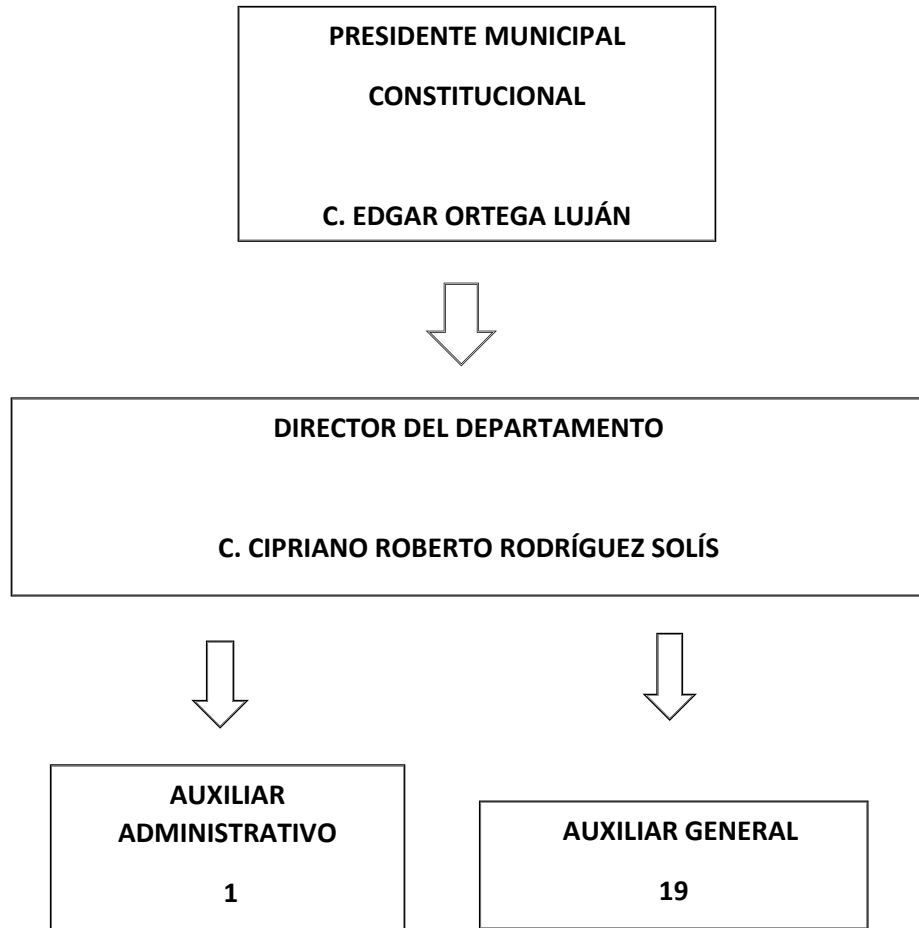 PRESIDENTE MUNICIPAL
CONSTITUCIONAL
C. EDGAR ORTEGA LUJÁN
DIRECTOR DEL DEPARTAMENTO
C. CIPRIANO ROBERTO RODRÍGUEZ SOLÍS
AUXILIAR
ADMINISTRATIVO
1
AUXILIAR GENERAL
19